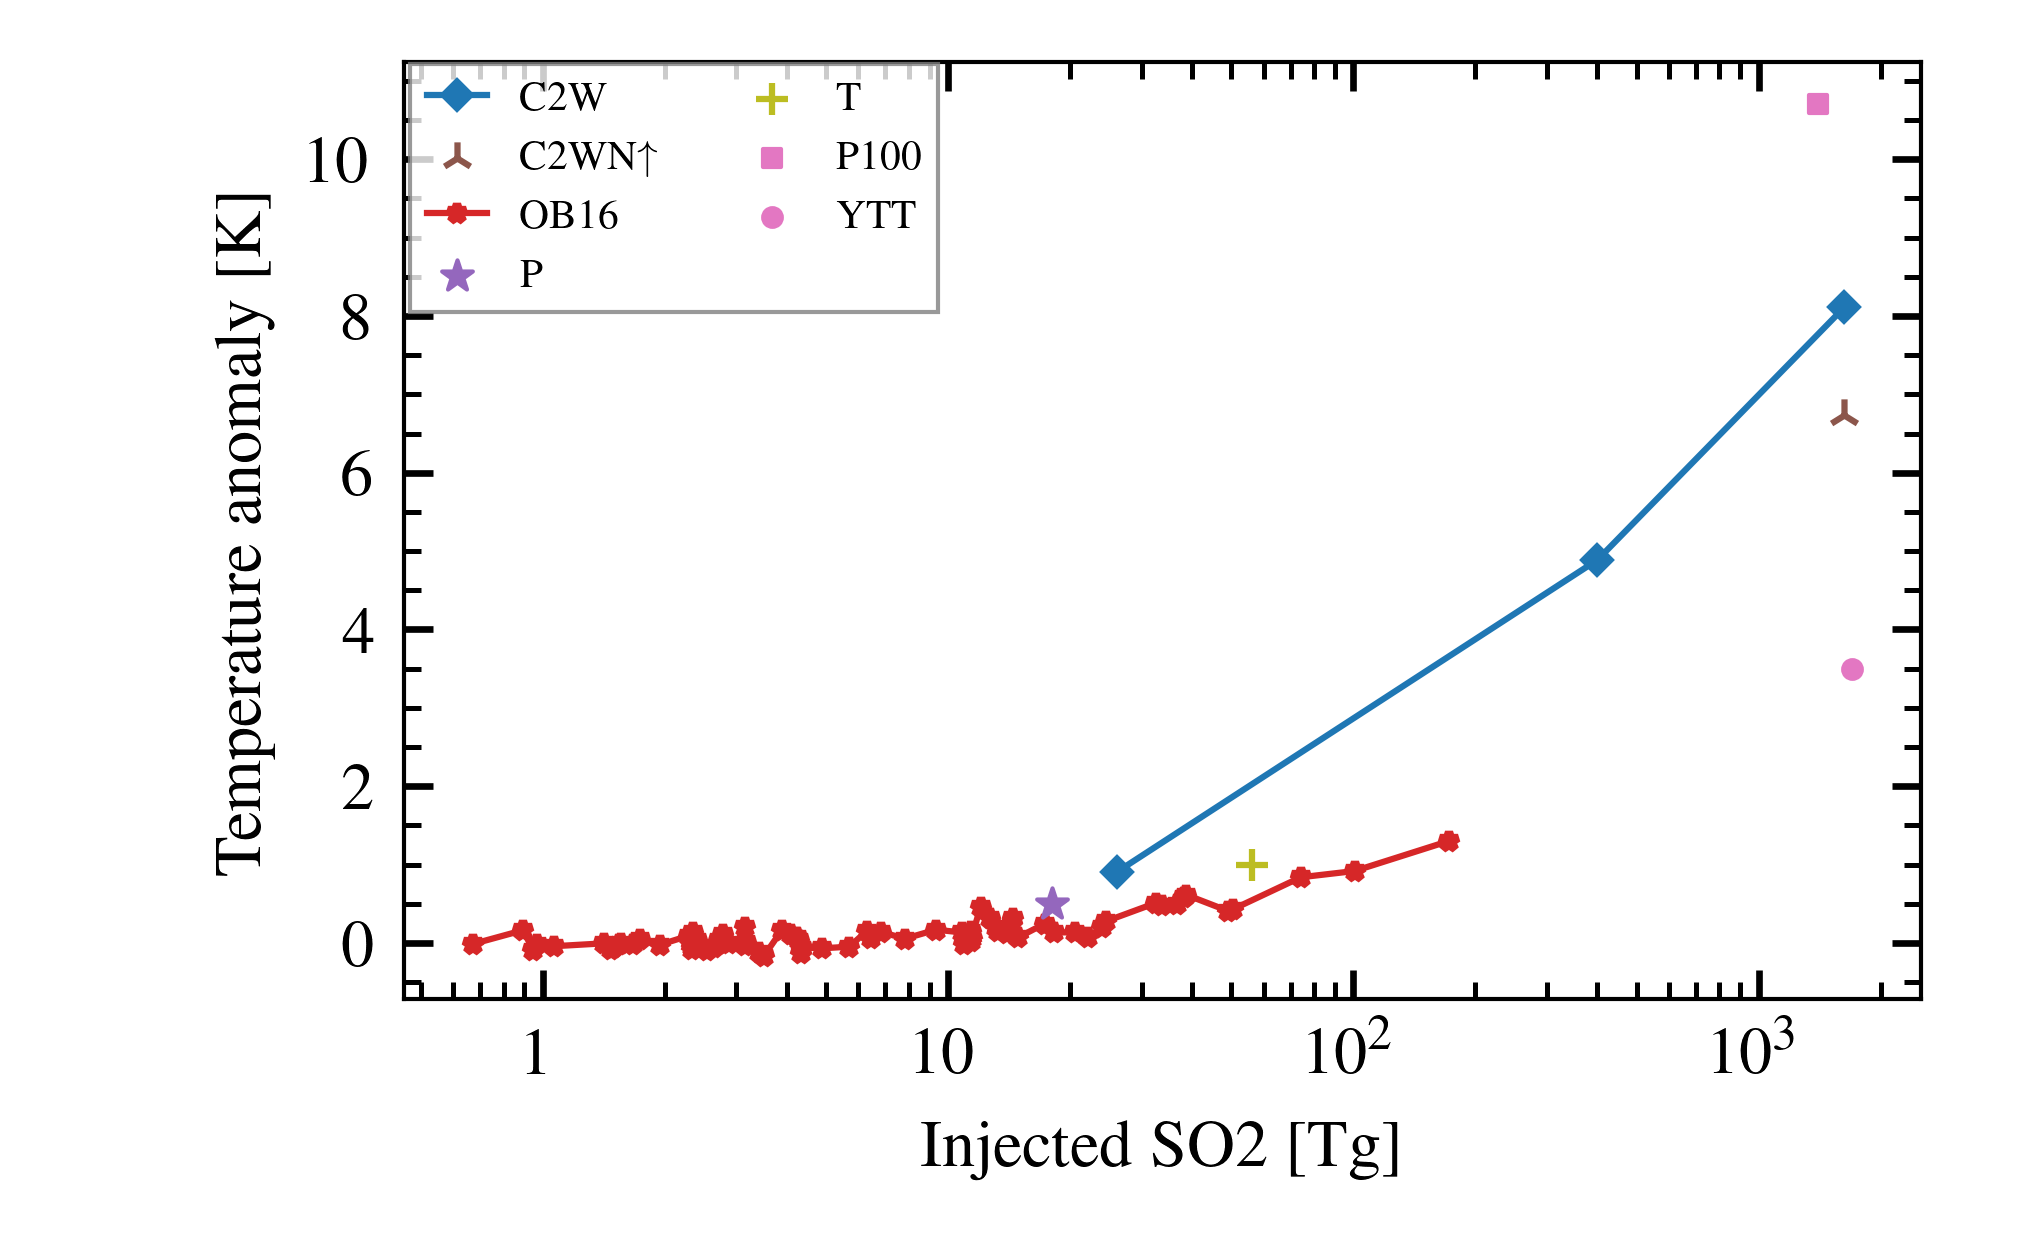 C2W
C2WN↑
OB16
P
T
P100
YTT
10
8
6
4
2
0
Temperature anomaly [K]
1 10 10² 10³
Injected SO2 [Tg]